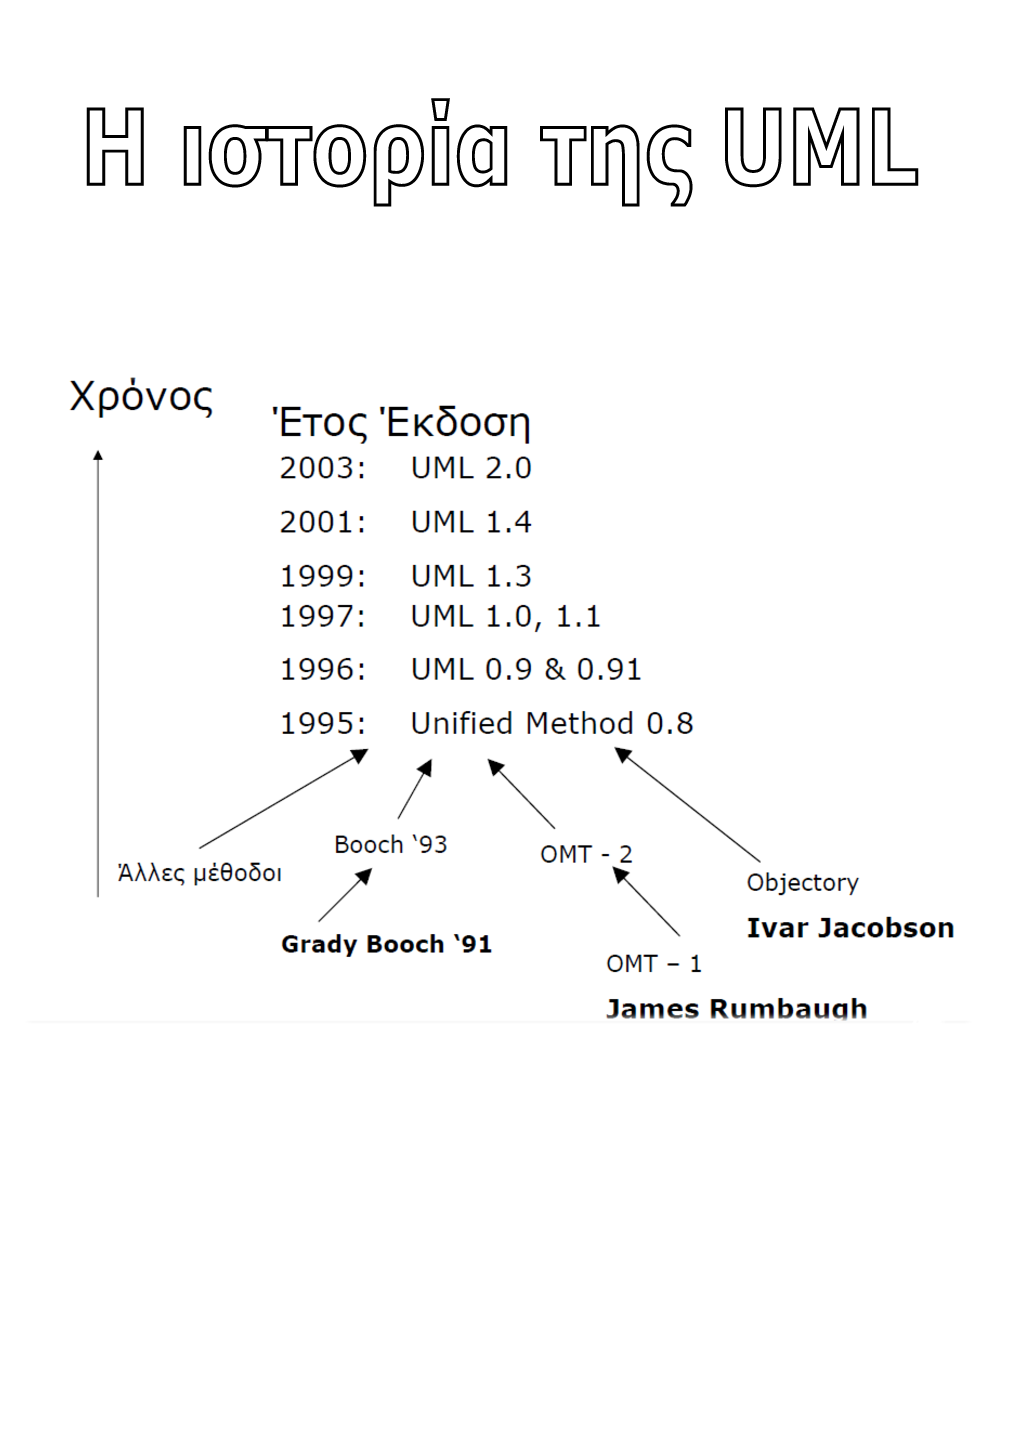 Η ιστορία της UML
Χρόνος
Έτος Έκδοση
2003: UML 2.0
2001: UML 1.4
1999: UML 1.3
1997: UML 1.0, 1.1
1996: UML 0.9 & 0.91
1995: Unified Method 0.8
Booch ‘93
OMT - 2
Άλλες μέθοδοι
Objectory
Ivar Jacobson
Grady Booch ‘91
OMT – 1
James Rumbaugh